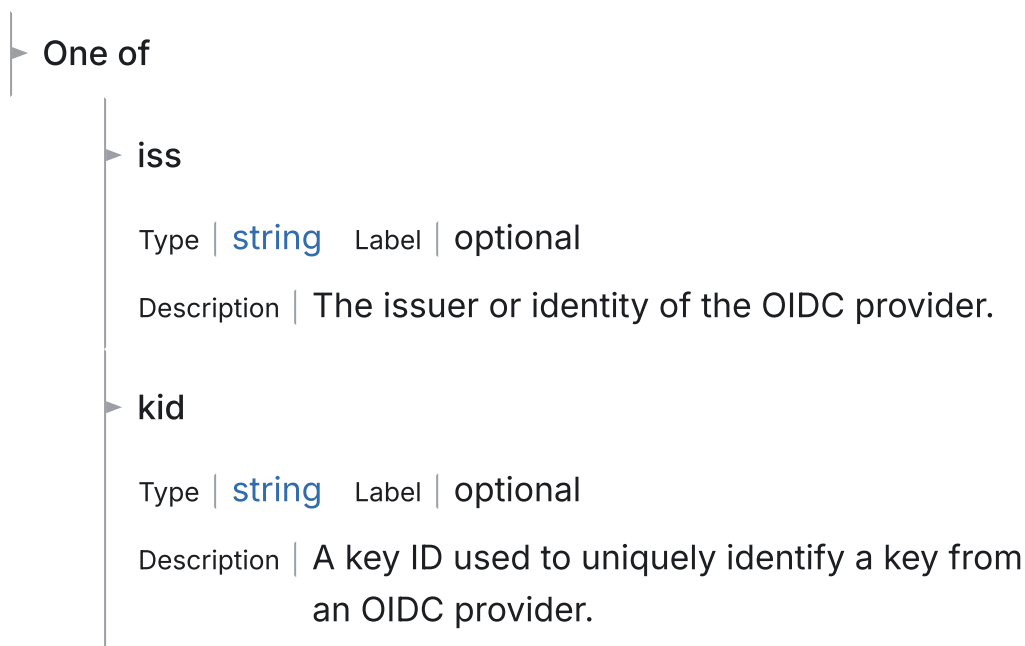 One of
iss
Type string Label optional
Description The issuer or identity of the OIDC provider.
kid
Type string Label optional
Description A key ID used to uniquely identify a key from
an OIDC provider.